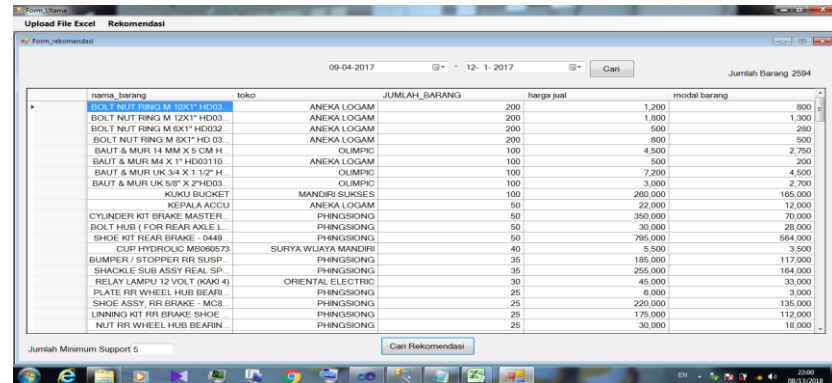 Form_Utama
Upload File Excel Rekomendasi
Form_rekomendasi
09-04-2017 - 12- 1-2017 Cari
Jumlah Barang 2594
nama_barang toko JUMLAH_BARANG harga jual modal barang
BOLT NUT RING M 10X1" HD03... ANEKA LOGAM 200 1,200 800
BOLT NUT RING M 12X1" HD03... ANEKA LOGAM 200 1,800 1,300
BOLT NUT RING M 6X1" HD032... ANEKA LOGAM 200 500 280
BOLT NUT RING M 8X1" HD 03... ANEKA LOGAM 200 800 500
BAUT & MUR 14 MM X 5 CM H... OLIMPIC 100 4,500 2,750
BAUT & MUR M4 X 1" HD03110... ANEKA LOGAM 100 500 200
BAUT & MUR UK 3/4 X 1 1/2" H... OLIMPIC 100 7,200 4,500
BAUT & MUR UK 5/8" X 2"HD03... OLIMPIC 100 3,000 2,700
KUKU BUCKET MANDIRI SUKSES 100 260,000 165,000
KEPALA ACCU ANEKA LOGAM 50 22,000 12,000
CYLINDER KIT BRAKE MASTER... PHINGSIONG 50 350,000 70,000
BOLT HUB ( FOR REAR AXLE L... PHINGSIONG 50 30,000 28,000
SHOE KIT REAR BRAKE - 0449... PHINGSIONG 50 795,000 564,000
CUP HYDROLIC MB060573 SURYA WIJAYA MANDIRI 40 5,500 3,500
BUMPER / STOPPER RR SUSP... PHINGSIONG 35 185,000 117,000
SHACKLE SUB ASSY REAL SP... PHINGSIONG 35 255,000 164,000
RELAY LAMPU 12 VOLT (KAKI 4) ORIENTAL ELECTRIC 30 45,000 33,000
PLATE RR WHEEL HUB BEARI... PHINGSIONG 25 6,000 3,000
SHOE ASSY, RR BRAKE - MC8... PHINGSIONG 25 220,000 135,000
LINNING KIT RR BRAKE SHOE ... PHINGSIONG 25 175,000 112,000
NUT RR WHEEL HUB BEARIN... PHINGSIONG 25 30,000 18,000
Jumlah Minimum Support 5 Cari Rekomendasi
EN 22:00
08/13/2018